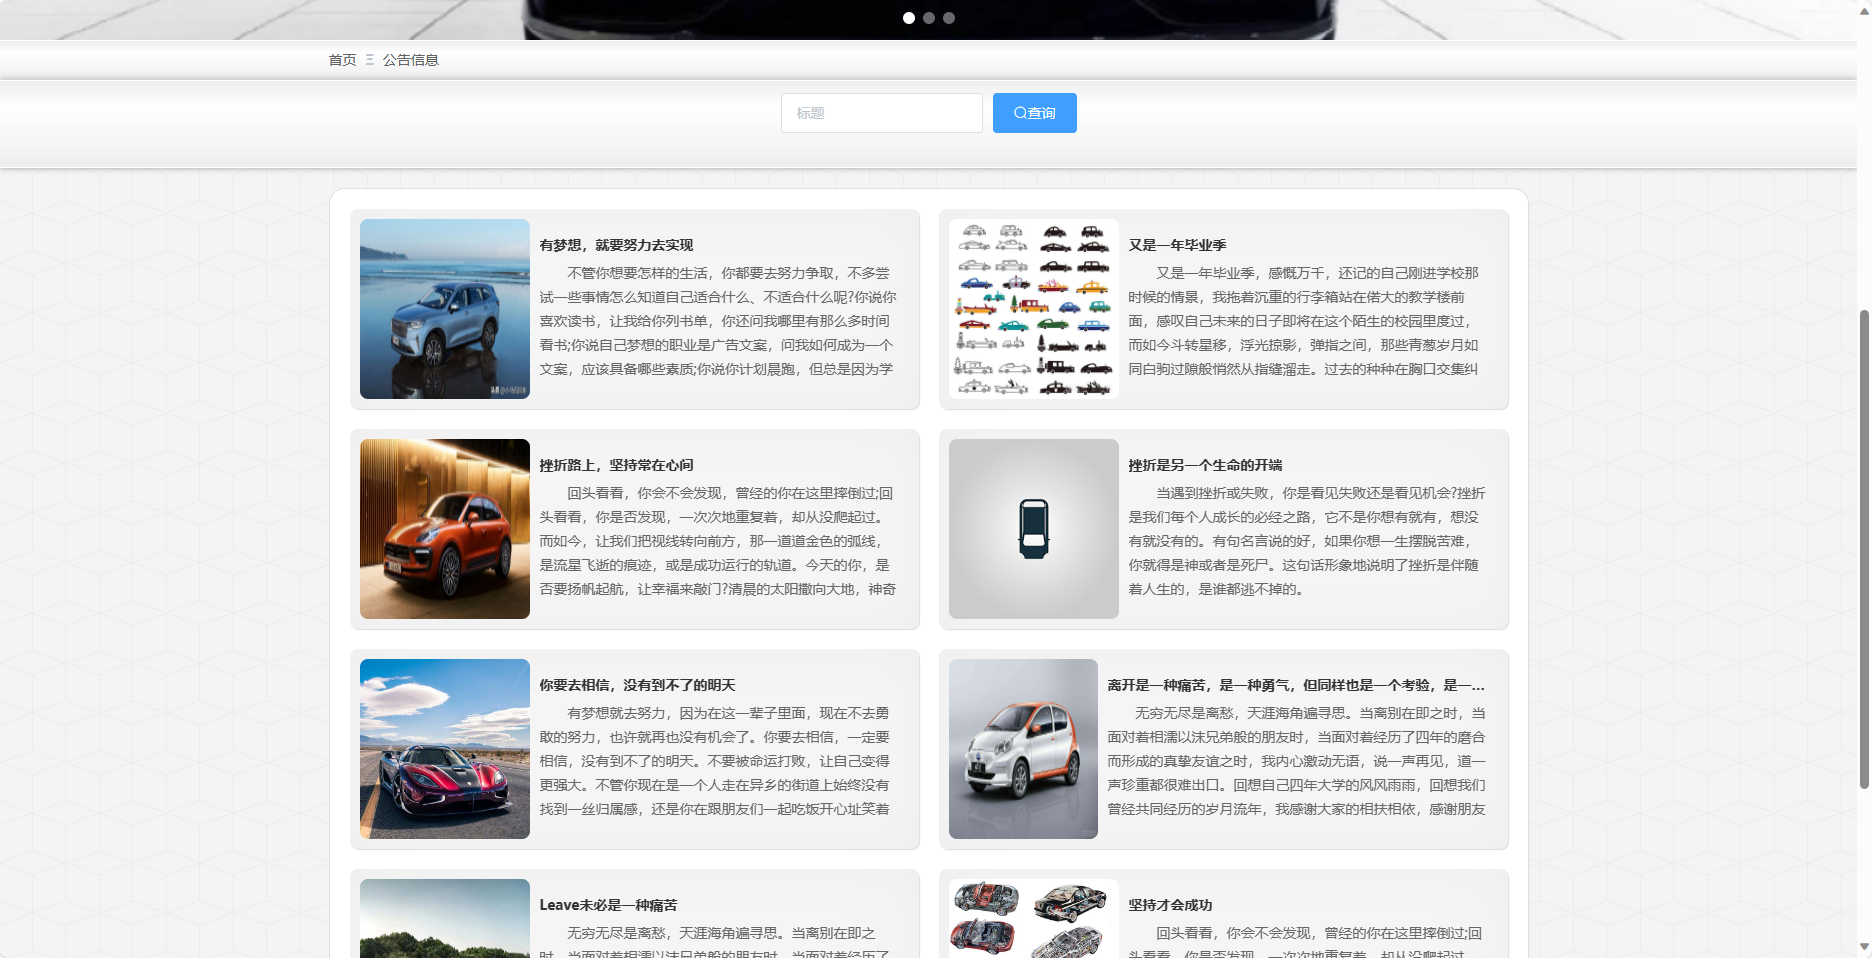 首页 Ξ 公告信息
标题
查询
有梦想，就要努力去实现
不管你想要怎样的生活，你都要去努力争取，不多尝
试一些事情怎么知道自己适合什么、不适合什么呢?你说你
喜欢读书，让我给你列书单，你还问我哪里有那么多时间
看书;你说自己梦想的职业是广告文案，问我如何成为一个
文案，应该具备哪些素质;你说你计划晨跑，但总是因为学
又是一年毕业季
又是一年毕业季，感慨万千，还记的自己刚进学校那
时候的情景，我拖着沉重的行李箱站在偌大的教学楼前
面，感叹自己未来的日子即将在这个陌生的校园里度过，
而如今斗转星移，浮光掠影，弹指之间，那些青葱岁月如
同白驹过隙般悄然从指缝溜走。过去的种种在胸口交集纠
挫折路上，坚持常在心间
回头看看，你会不会发现，曾经的你在这里摔倒过;回
头看看，你是否发现，一次次地重复着，却从没爬起过。
而如今，让我们把视线转向前方，那一道道金色的弧线，
是流星飞逝的痕迹，或是成功运行的轨道。今天的你，是
否要扬帆起航，让幸福来敲门?清晨的太阳撒向大地，神奇
挫折是另一个生命的开端
当遇到挫折或失败，你是看见失败还是看见机会?挫折
是我们每个人成长的必经之路，它不是你想有就有，想没
有就没有的。有句名言说的好，如果你想一生摆脱苦难，
你就得是神或者是死尸。这句话形象地说明了挫折是伴随
着人生的，是谁都逃不掉的。
你要去相信，没有到不了的明天
有梦想就去努力，因为在这一辈子里面，现在不去勇
敢的努力，也许就再也没有机会了。你要去相信，一定要
相信，没有到不了的明天。不要被命运打败，让自己变得
更强大。不管你现在是一个人走在异乡的街道上始终没有
找到一丝归属感，还是你在跟朋友们一起吃饭开心址笑着
离开是一种痛苦，是一种勇气，但同样也是一个考验，是一...
无穷无尽是离愁，天涯海角遍寻思。当离别在即之时，当
面对着相濡以沫兄弟般的朋友时，当面对着经历了四年的磨合
而形成的真挚友谊之时，我内心激动无语，说一声再见，道一
声珍重都很难出口。回想自己四年大学的风风雨雨，回想我们
曾经共同经历的岁月流年，我感谢大家的相扶相依，感谢朋友
Leave未必是一种痛苦
无穷无尽是离愁，天涯海角遍寻思。当离别在即之
时，当面对着相濡以沫兄弟般的朋友时，当面对着经历了
坚持才会成功
回头看看，你会不会发现，曾经的你在这里摔倒过;回
头看看，你是否发现，一次次地重复着，却从没爬起过。